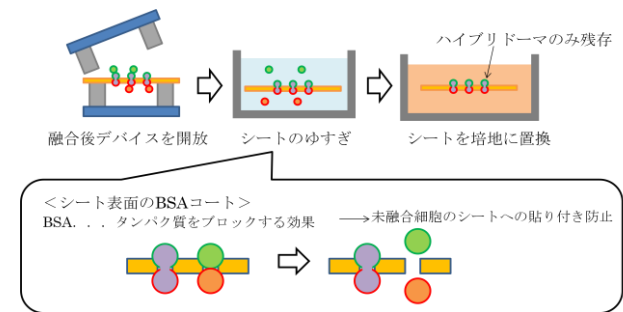 ハイブリドーマのみ残存
融合後デバイスを開放
シートのゆすぎ
シートを培地に置換
＜シート表面のBSAコート＞
BSA．．．タンパク質をブロックする効果
未融合細胞のシートへの貼り付き防止